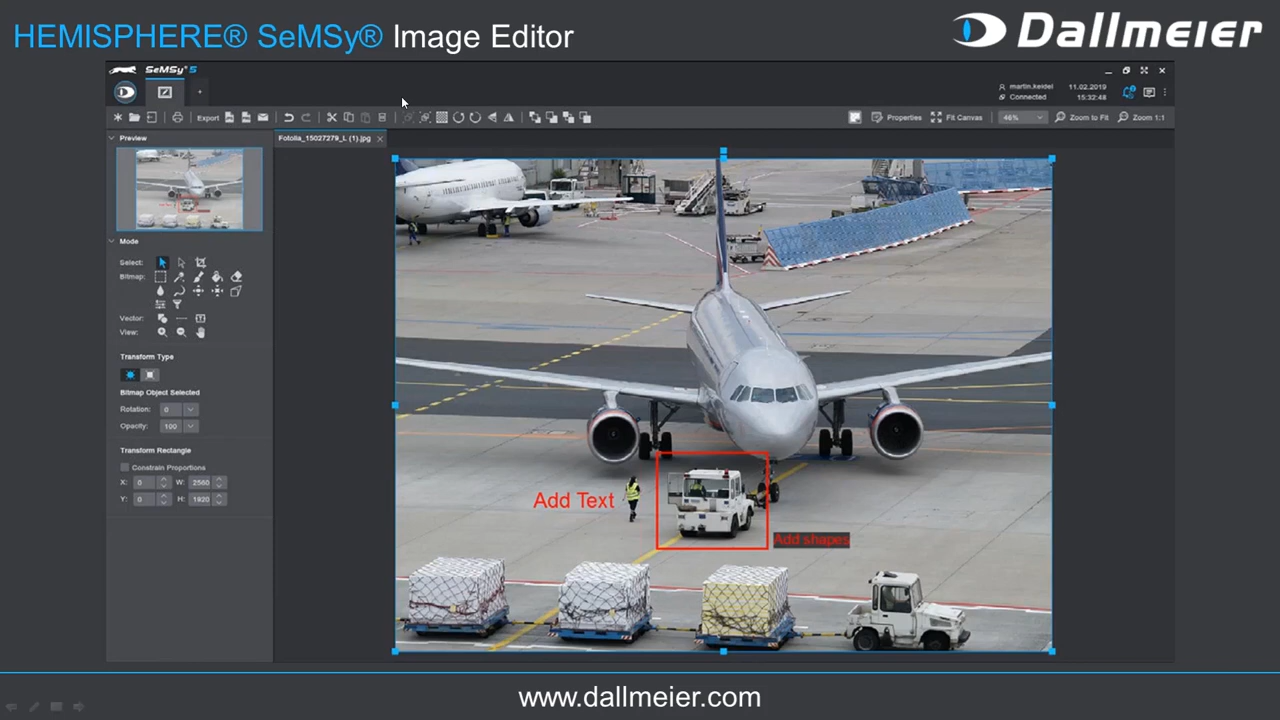 HEMISPHERE® SeMSy® Image Editor
Dallmeier
SeMSy® 5
martin.keidel
Connected
11.02.2019
15:32:48
Export
Properties
Fit Canvas
46%
Zoom to Fit
Zoom 1:1
Preview
Fotolia_15027279_L (1).jpg
Mode
Select:
Bitmap:
Vector:
View:
Transform Type
Bitmap Object Selected
Rotation: 0
Opacity: 100
Transform Rectangle
Constrain Proportions
X: 0 W: 2560
Y: 0 H: 1920
Add Text
Add shapes
www.dallmeier.com